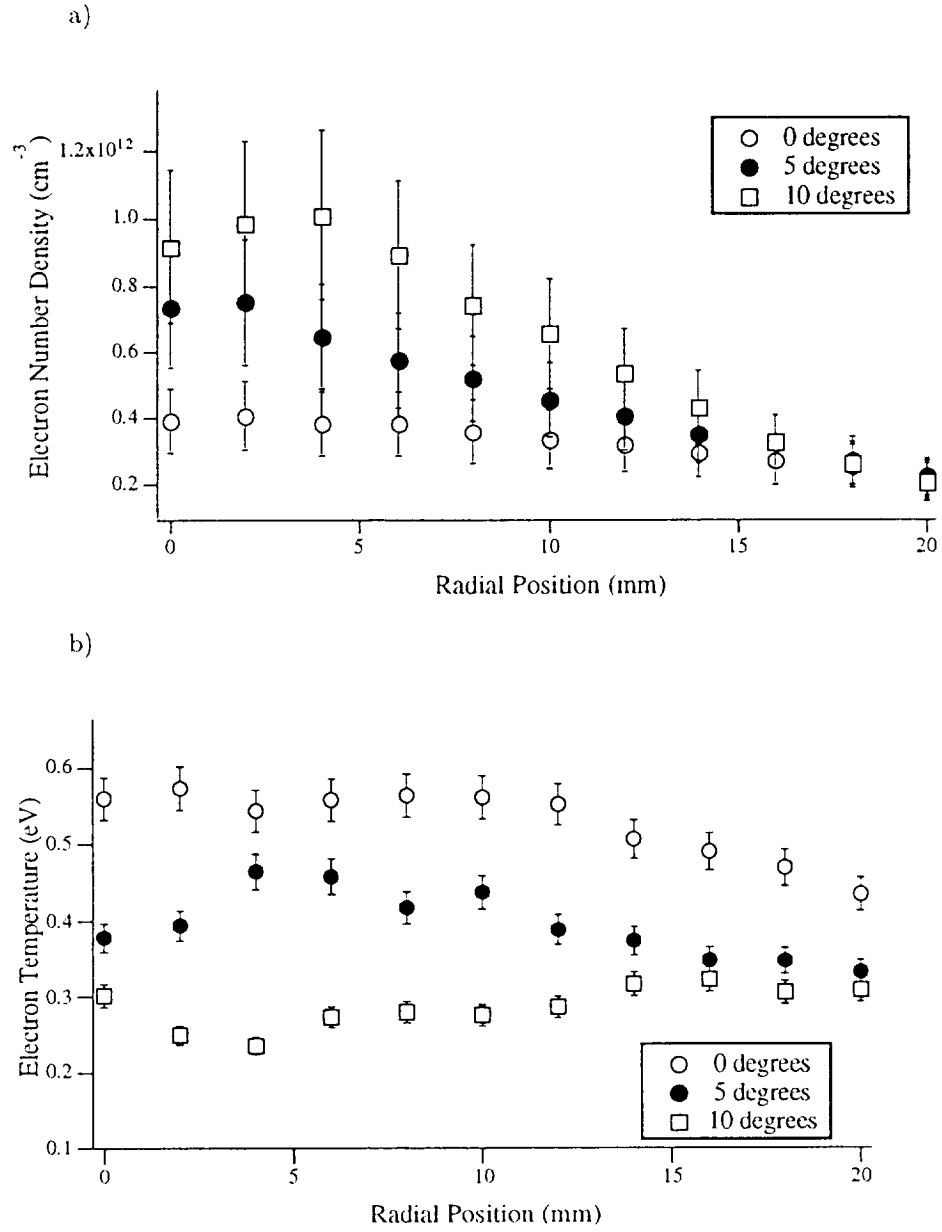 a)
Electron Number Density (cm-3)
1.2x10^12
1.0
0.8
0.6
0.4
0.2
0 degrees
5 degrees
10 degrees
0
5
10
15
20
Radial Position (mm)
b)
Electron Temperature (eV)
0.6
0.5
0.4
0.3
0.2
0.1
0 degrees
5 degrees
10 degrees
0
5
10
15
20
Radial Position (mm)